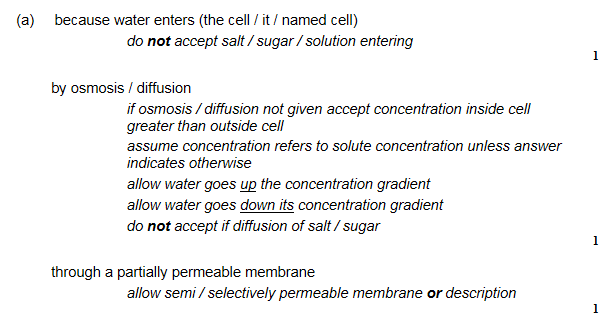 (a) because water enters (the cell / it / named cell)
do not accept salt / sugar / solution entering
1
by osmosis / diffusion
if osmosis / diffusion not given accept concentration inside cell
greater than outside cell
assume concentration refers to solute concentration unless answer
indicates otherwise
allow water goes up the concentration gradient
allow water goes down its concentration gradient
do not accept if diffusion of salt / sugar
1
through a partially permeable membrane
allow semi / selectively permeable membrane or description
1